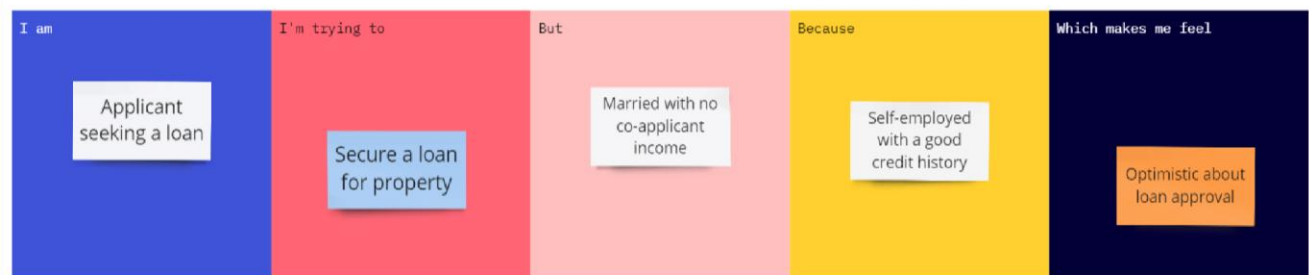 I am
Applicant
seeking a loan
I'm trying to
Secure a loan
for property
But
Married with no
co-applicant
income
Because
Self-employed
with a good
credit history
Which makes me feel
Optimistic about
loan approval